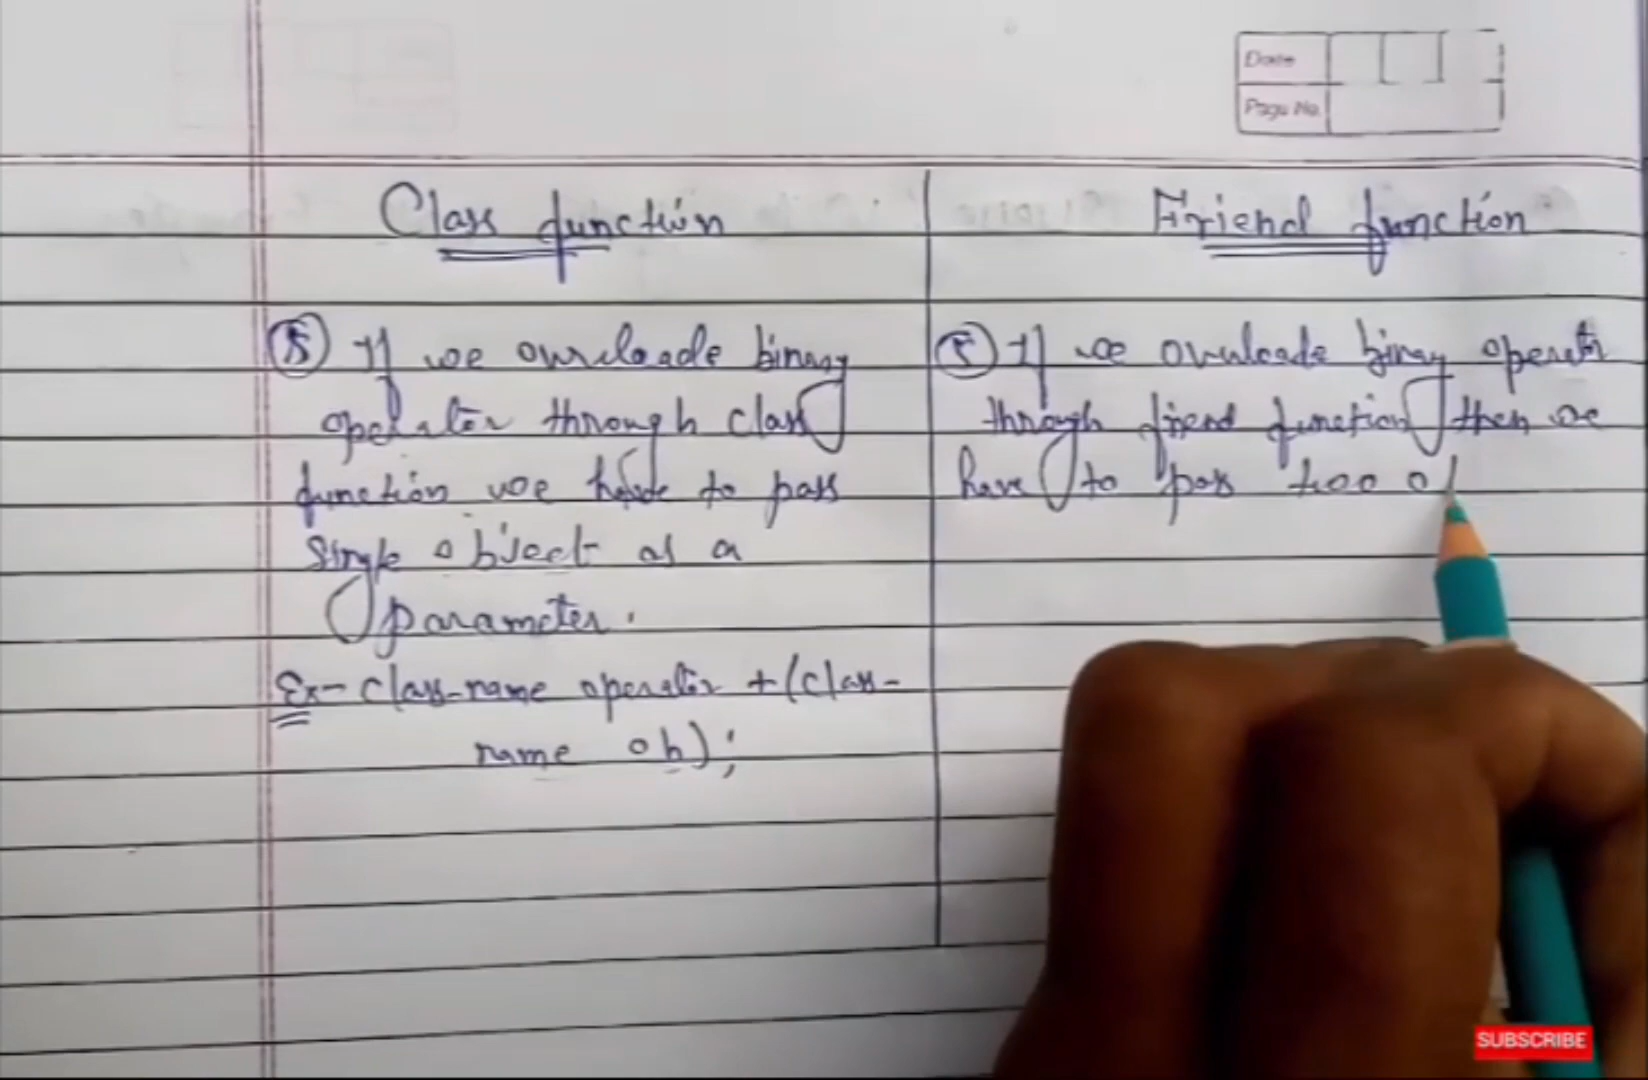 Date
Page No.
Class function
Friend function
⑤ If we overloade binary
operator through class
function we have to pass
single object as a
parameter.
Ex- class-name operator +(class-
name ob);
⑤ If we overloade binary operator
through friend function then we
have to pass two ob
SUBSCRIBE